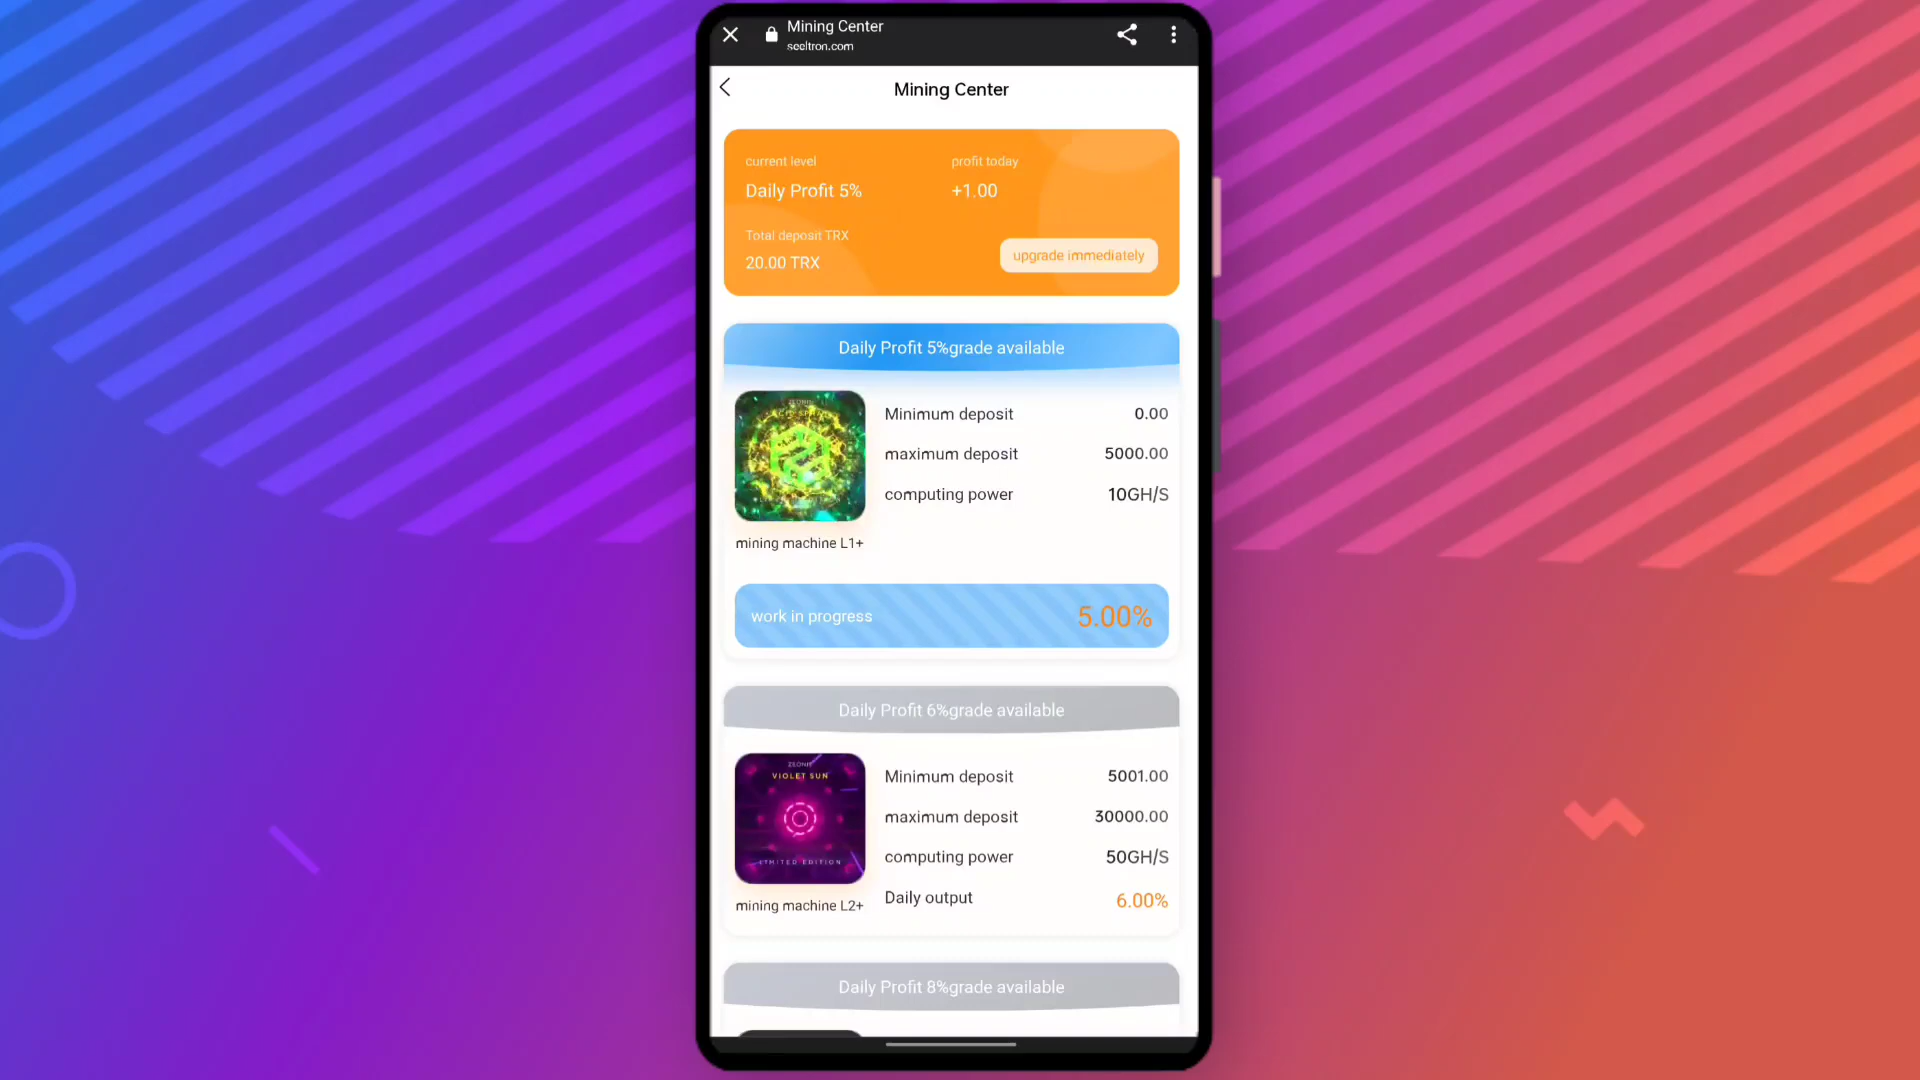 Mining Center
seeltron.com
Mining Center
current level
profit today
Daily Profit 5%
+1.00
Total deposit TRX
20.00 TRX
upgrade immediately
Daily Profit 5%grade available
Minimum deposit 0.00
maximum deposit 5000.00
computing power 10GH/S
mining machine L1+
work in progress 5.00%
Daily Profit 6%grade available
VIOLET SUN
LIMITED EDITION
Minimum deposit 5001.00
maximum deposit 30000.00
computing power 50GH/S
Daily output 6.00%
mining machine L2+
Daily Profit 8%grade available